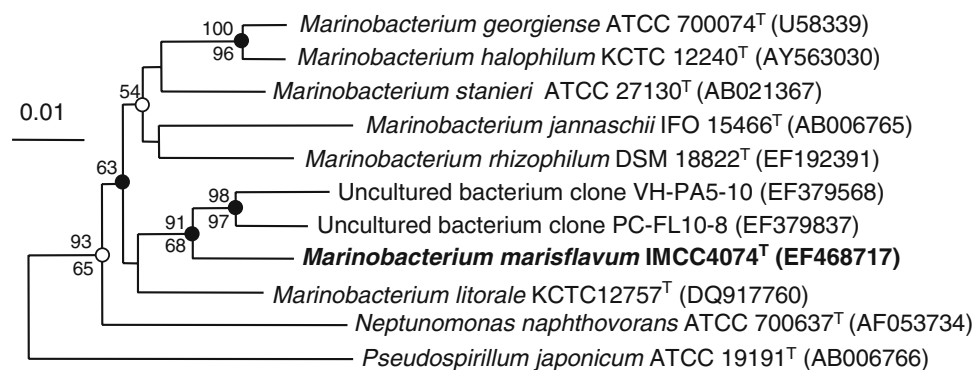 100
96
Marinobacterium georgiense ATCC 700074ᵀ (U58339)
Marinobacterium halophilum KCTC 12240ᵀ (AY563030)
54
Marinobacterium stanieri ATCC 27130ᵀ (AB021367)
0.01
Marinobacterium jannaschii IFO 15466ᵀ (AB006765)
Marinobacterium rhizophilum DSM 18822ᵀ (EF192391)
63
98
97
Uncultured bacterium clone VH-PA5-10 (EF379568)
Uncultured bacterium clone PC-FL10-8 (EF379837)
91
68
Marinobacterium marisflavum IMCC4074ᵀ (EF468717)
93
65
Marinobacterium litorale KCTC12757ᵀ (DQ917760)
Neptunomonas naphthovorans ATCC 700637ᵀ (AF053734)
Pseudospirillum japonicum ATCC 19191ᵀ (AB006766)